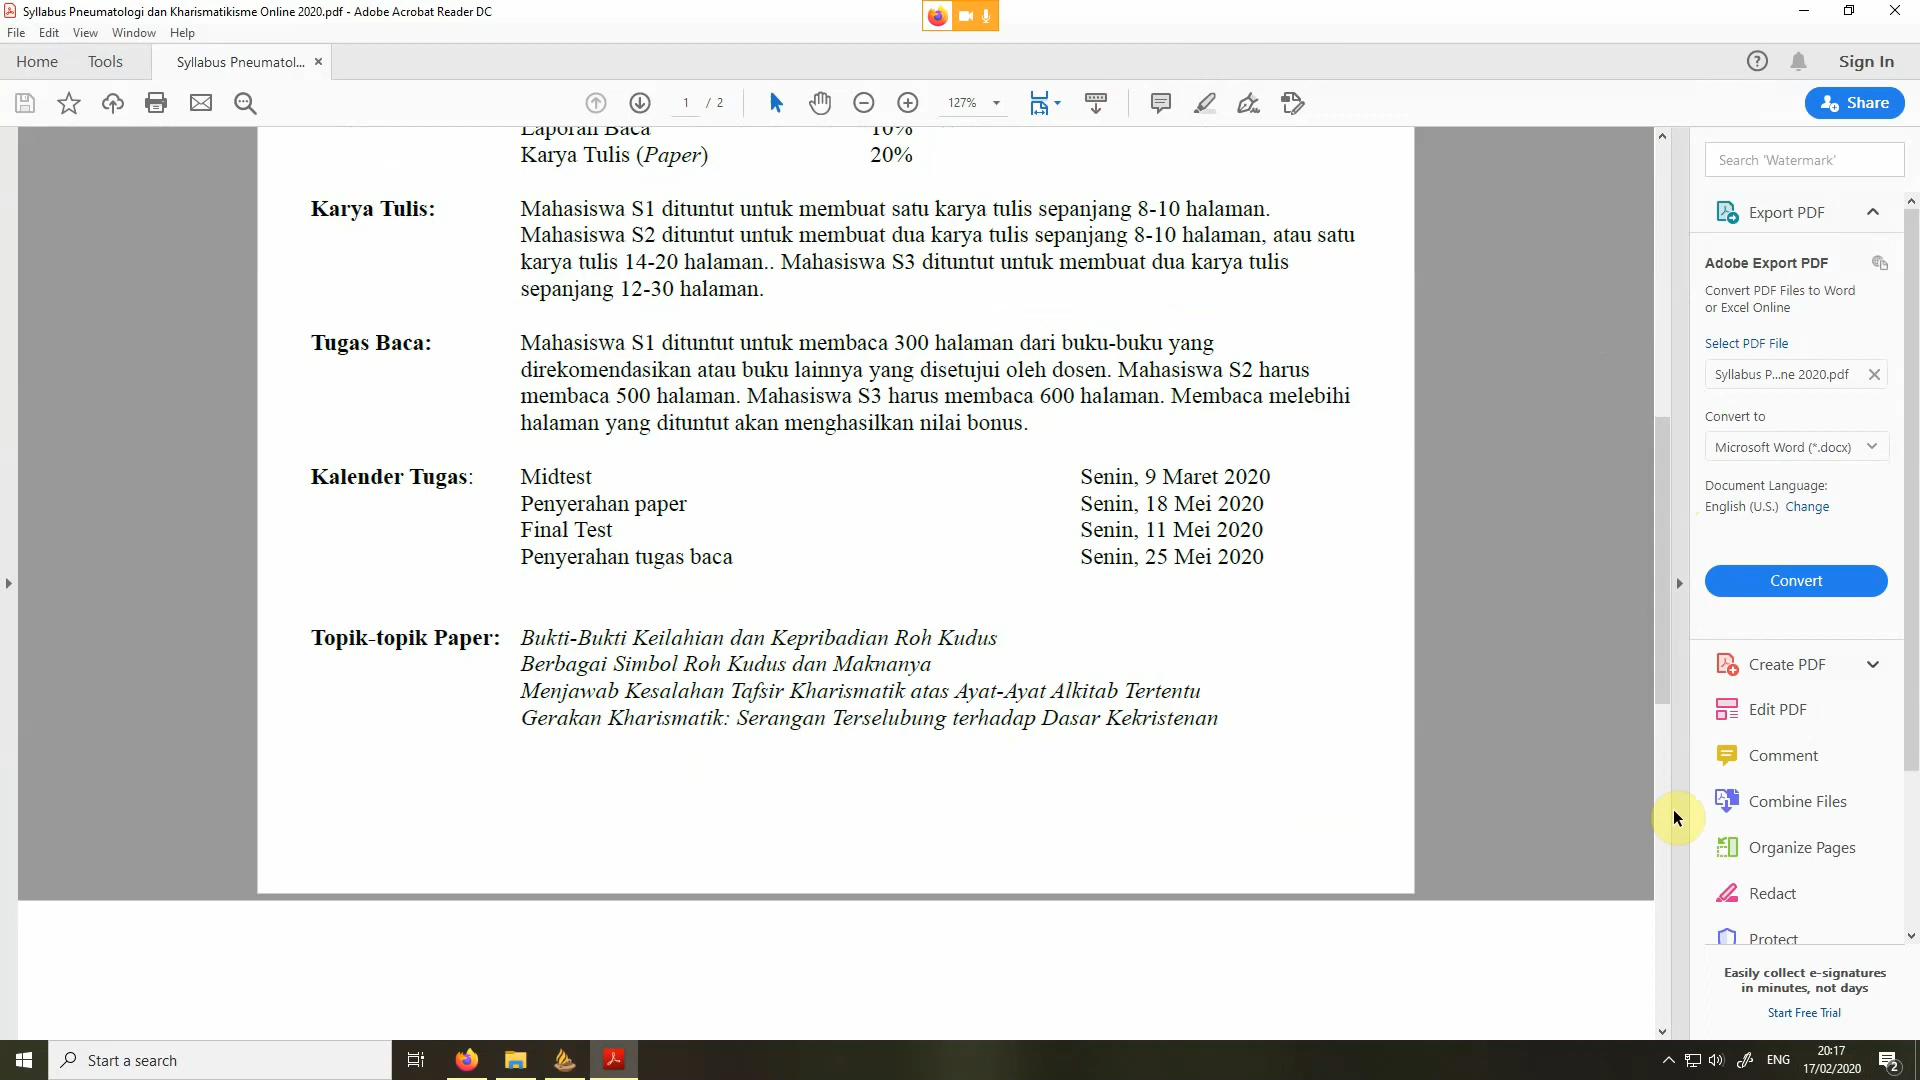 Syllabus Pneumatologi dan Kharismatikisme Online 2020.pdf - Adobe Acrobat Reader DC
File Edit View Window Help
Home Tools Syllabus Pneumatol... ×
Sign In
1 / 2 127%
Share
Laporan Baca 10%
Karya Tulis (Paper) 20%
Karya Tulis: Mahasiswa S1 dituntut untuk membuat satu karya tulis sepanjang 8-10 halaman.
Mahasiswa S2 dituntut untuk membuat dua karya tulis sepanjang 8-10 halaman, atau satu
karya tulis 14-20 halaman.. Mahasiswa S3 dituntut untuk membuat dua karya tulis
sepanjang 12-30 halaman.
Tugas Baca: Mahasiswa S1 dituntut untuk membaca 300 halaman dari buku-buku yang
direkomendasikan atau buku lainnya yang disetujui oleh dosen. Mahasiswa S2 harus
membaca 500 halaman. Mahasiswa S3 harus membaca 600 halaman. Membaca melebihi
halaman yang dituntut akan menghasilkan nilai bonus.
Kalender Tugas: Midtest Senin, 9 Maret 2020
Penyerahan paper Senin, 18 Mei 2020
Final Test Senin, 11 Mei 2020
Penyerahan tugas baca Senin, 25 Mei 2020
Topik-topik Paper: Bukti-Bukti Keilahian dan Kepribadian Roh Kudus
Berbagai Simbol Roh Kudus dan Maknanya
Menjawab Kesalahan Tafsir Kharismatik atas Ayat-Ayat Alkitab Tertentu
Gerakan Kharismatik: Serangan Terselubung terhadap Dasar Kekristenan
Search 'Watermark'
Export PDF
Adobe Export PDF
Convert PDF Files to Word
or Excel Online
Select PDF File
Syllabus P...ne 2020.pdf
Convert to
Microsoft Word (*.docx)
Document Language:
English (U.S.) Change
Convert
Create PDF
Edit PDF
Comment
Combine Files
Organize Pages
Redact
Protect
Easily collect e-signatures
in minutes, not days
Start Free Trial
Start a search
ENG
20:17
17/02/2020
2